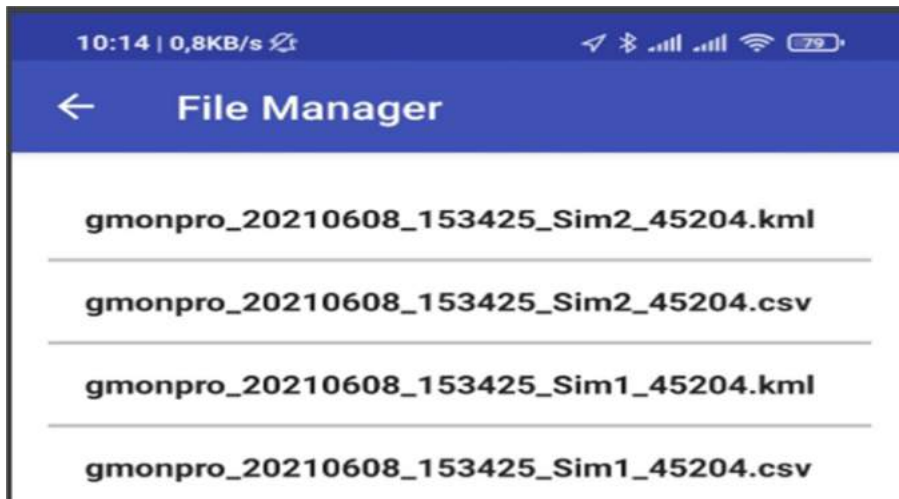 10:14 | 0,8KB/s 79
File Manager
gmonpro_20210608_153425_Sim2_45204.kml
gmonpro_20210608_153425_Sim2_45204.csv
gmonpro_20210608_153425_Sim1_45204.kml
gmonpro_20210608_153425_Sim1_45204.csv